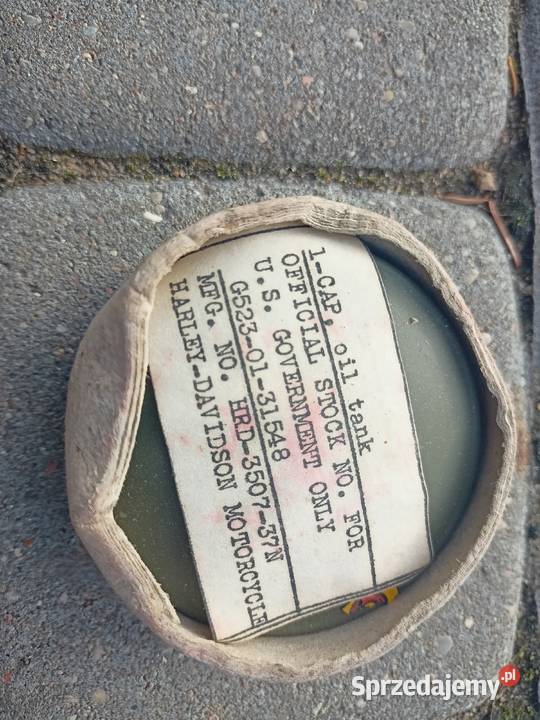 1-CAP. oil tank
OFFICIAL STOCK NO. FOR
U.S. GOVERNMENT ONLY
G523-01-31548
MFG. NO. HRD-3507-37N
HARLEY-DAVIDSON MOTORCYCLE
Sprzedajemy.pl